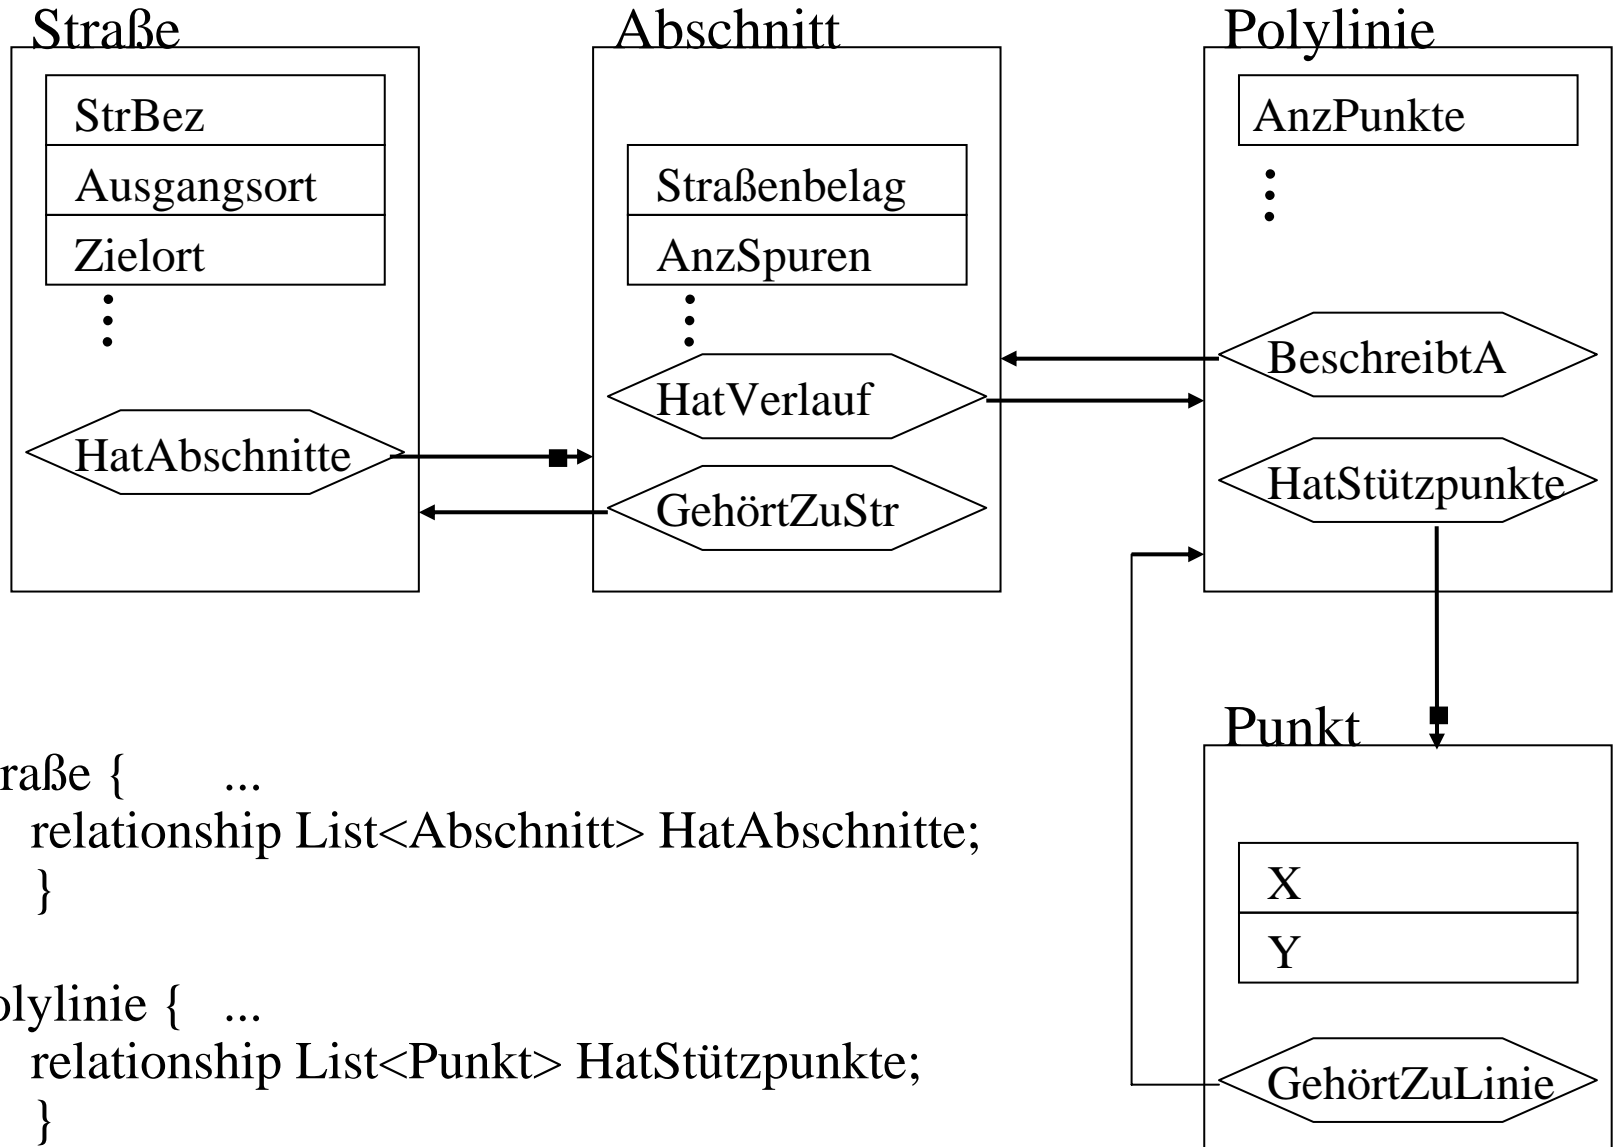 Straße
StrBez
Ausgangsort
Zielort
HatAbschnitte
Abschnitt
Straßenbelag
AnzSpuren
HatVerlauf
GehörtZuStr
Polylinie
AnzPunkte
BeschreibtA
HatStützpunkte
Punkt
X
Y
GehörtZuLinie
raße { ...
relationship List<Abschnitt> HatAbschnitte;
}
olylinie { ...
relationship List<Punkt> HatStützpunkte;
}